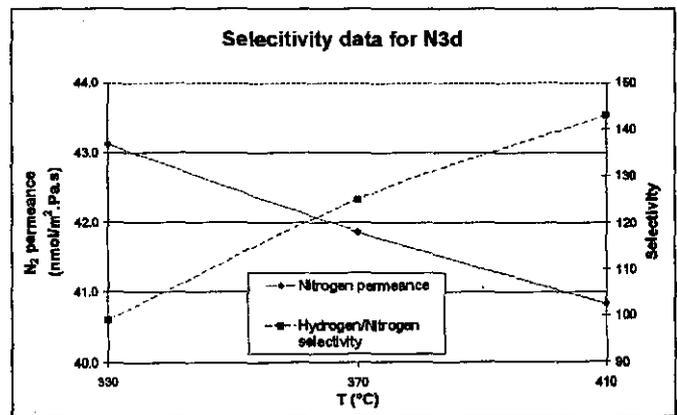 Selecitivity data for N3d
N₂ permeance
(nmol/m².Pa.s)
44.0
43.0
42.0
41.0
40.0
150
140
130
120
110
100
90
Selectivity
Nitrogen permeance
Hydrogen/Nitrogen
selectivity
330
370
410
T (°C)